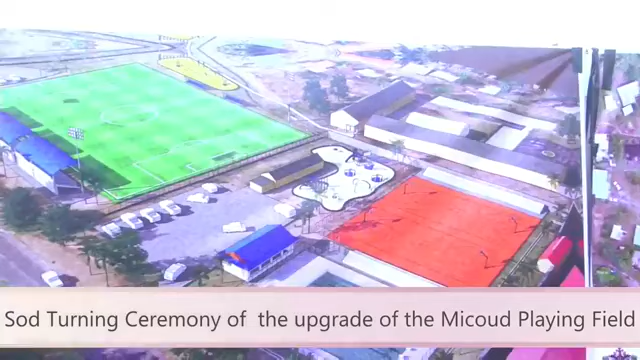 Sod Turning Ceremony of  the upgrade of the Micoud Playing Field